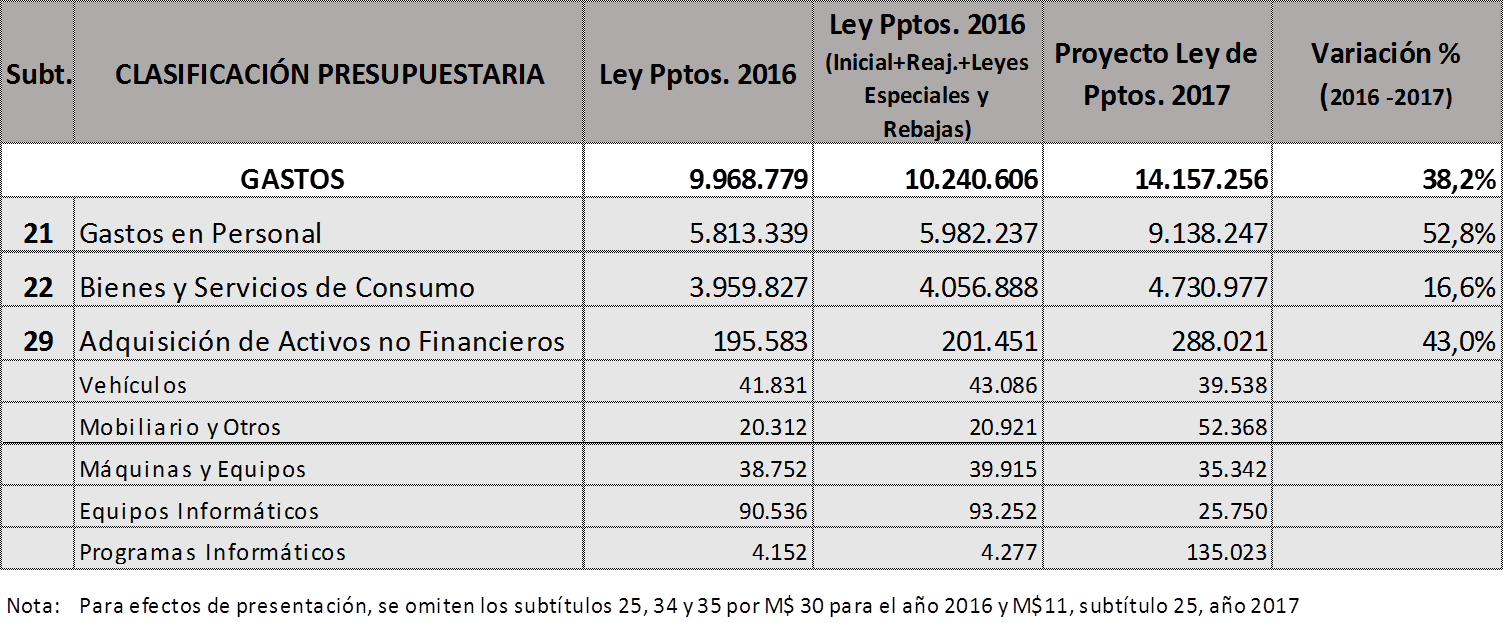 Subt. CLASIFICACIÓN PRESUPUESTARIA Ley Pptos. 2016 Ley Pptos. 2016 (Inicial+Reaj.+Leyes Especiales y Rebajas) Proyecto Ley de Pptos. 2017 Variación % (2016 -2017)
GASTOS 9.968.779 10.240.606 14.157.256 38,2%
21 Gastos en Personal 5.813.339 5.982.237 9.138.247 52,8%
22 Bienes y Servicios de Consumo 3.959.827 4.056.888 4.730.977 16,6%
29 Adquisición de Activos no Financieros 195.583 201.451 288.021 43,0%
Vehículos 41.831 43.086 39.538
Mobiliario y Otros 20.312 20.921 52.368
Máquinas y Equipos 38.752 39.915 35.342
Equipos Informáticos 90.536 93.252 25.750
Programas Informáticos 4.152 4.277 135.023
Nota: Para efectos de presentación, se omiten los subtítulos 25, 34 y 35 por M$ 30 para el año 2016 y M$11, subtítulo 25, año 2017